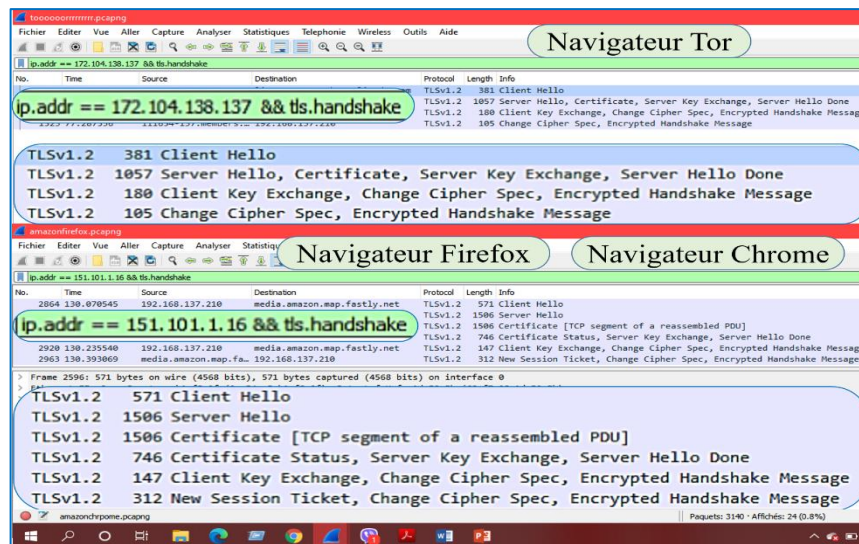 toooooorrrrrrrr.pcapng
Fichier Editer Vue Aller Capture Analyser Statistiques Telephonie Wireless Outils Aide
Navigateur Tor
ip.addr == 172.104.138.137 && tls.handshake
No. Time Source Destination Protocol Length Info
TLSv1.2 381 Client Hello
TLSv1.2 1057 Server Hello, Certificate, Server Key Exchange, Server Hello Done
TLSv1.2 180 Client Key Exchange, Change Cipher Spec, Encrypted Handshake Messag
192.168.137.210 TLSv1.2 105 Change Cipher Spec, Encrypted Handshake Message
ip.addr == 172.104.138.137 && tls.handshake
TLSv1.2 381 Client Hello
TLSv1.2 1057 Server Hello, Certificate, Server Key Exchange, Server Hello Done
TLSv1.2 180 Client Key Exchange, Change Cipher Spec, Encrypted Handshake Message
TLSv1.2 105 Change Cipher Spec, Encrypted Handshake Message
amazonfirefox.pcapng
Fichier Editer Vue Aller Capture Analyser Statistiq
Navigateur Firefox
Navigateur Chrome
ip.addr == 151.101.1.16 && tls.handshake
No. Time Source Destination Protocol Length Info
2864 130.070545 192.168.137.210 media.amazon.map.fastly.net TLSv1.2 571 Client Hello
TLSv1.2 1506 Server Hello
TLSv1.2 1506 Certificate [TCP segment of a reassembled PDU]
TLSv1.2 746 Certificate Status, Server Key Exchange, Server Hello Done
2920 130.235540 192.168.137.210 media.amazon.map.fastly.net TLSv1.2 147 Client Key Exchange, Change Cipher Spec, Encrypted Handshake Message
2963 130.393069 media.amazon.map.fa… 192.168.137.210 TLSv1.2 312 New Session Ticket, Change Cipher Spec, Encrypted Handshake Message
ip.addr == 151.101.1.16 && tls.handshake
> Frame 2596: 571 bytes on wire (4568 bits), 571 bytes captured (4568 bits) on interface 0
TLSv1.2 571 Client Hello
TLSv1.2 1506 Server Hello
TLSv1.2 1506 Certificate [TCP segment of a reassembled PDU]
TLSv1.2 746 Certificate Status, Server Key Exchange, Server Hello Done
TLSv1.2 147 Client Key Exchange, Change Cipher Spec, Encrypted Handshake Message
TLSv1.2 312 New Session Ticket, Change Cipher Spec, Encrypted Handshake Message
amazonchrpome.pcapng
Paquets: 3140 · Affichés: 24 (0.8%)